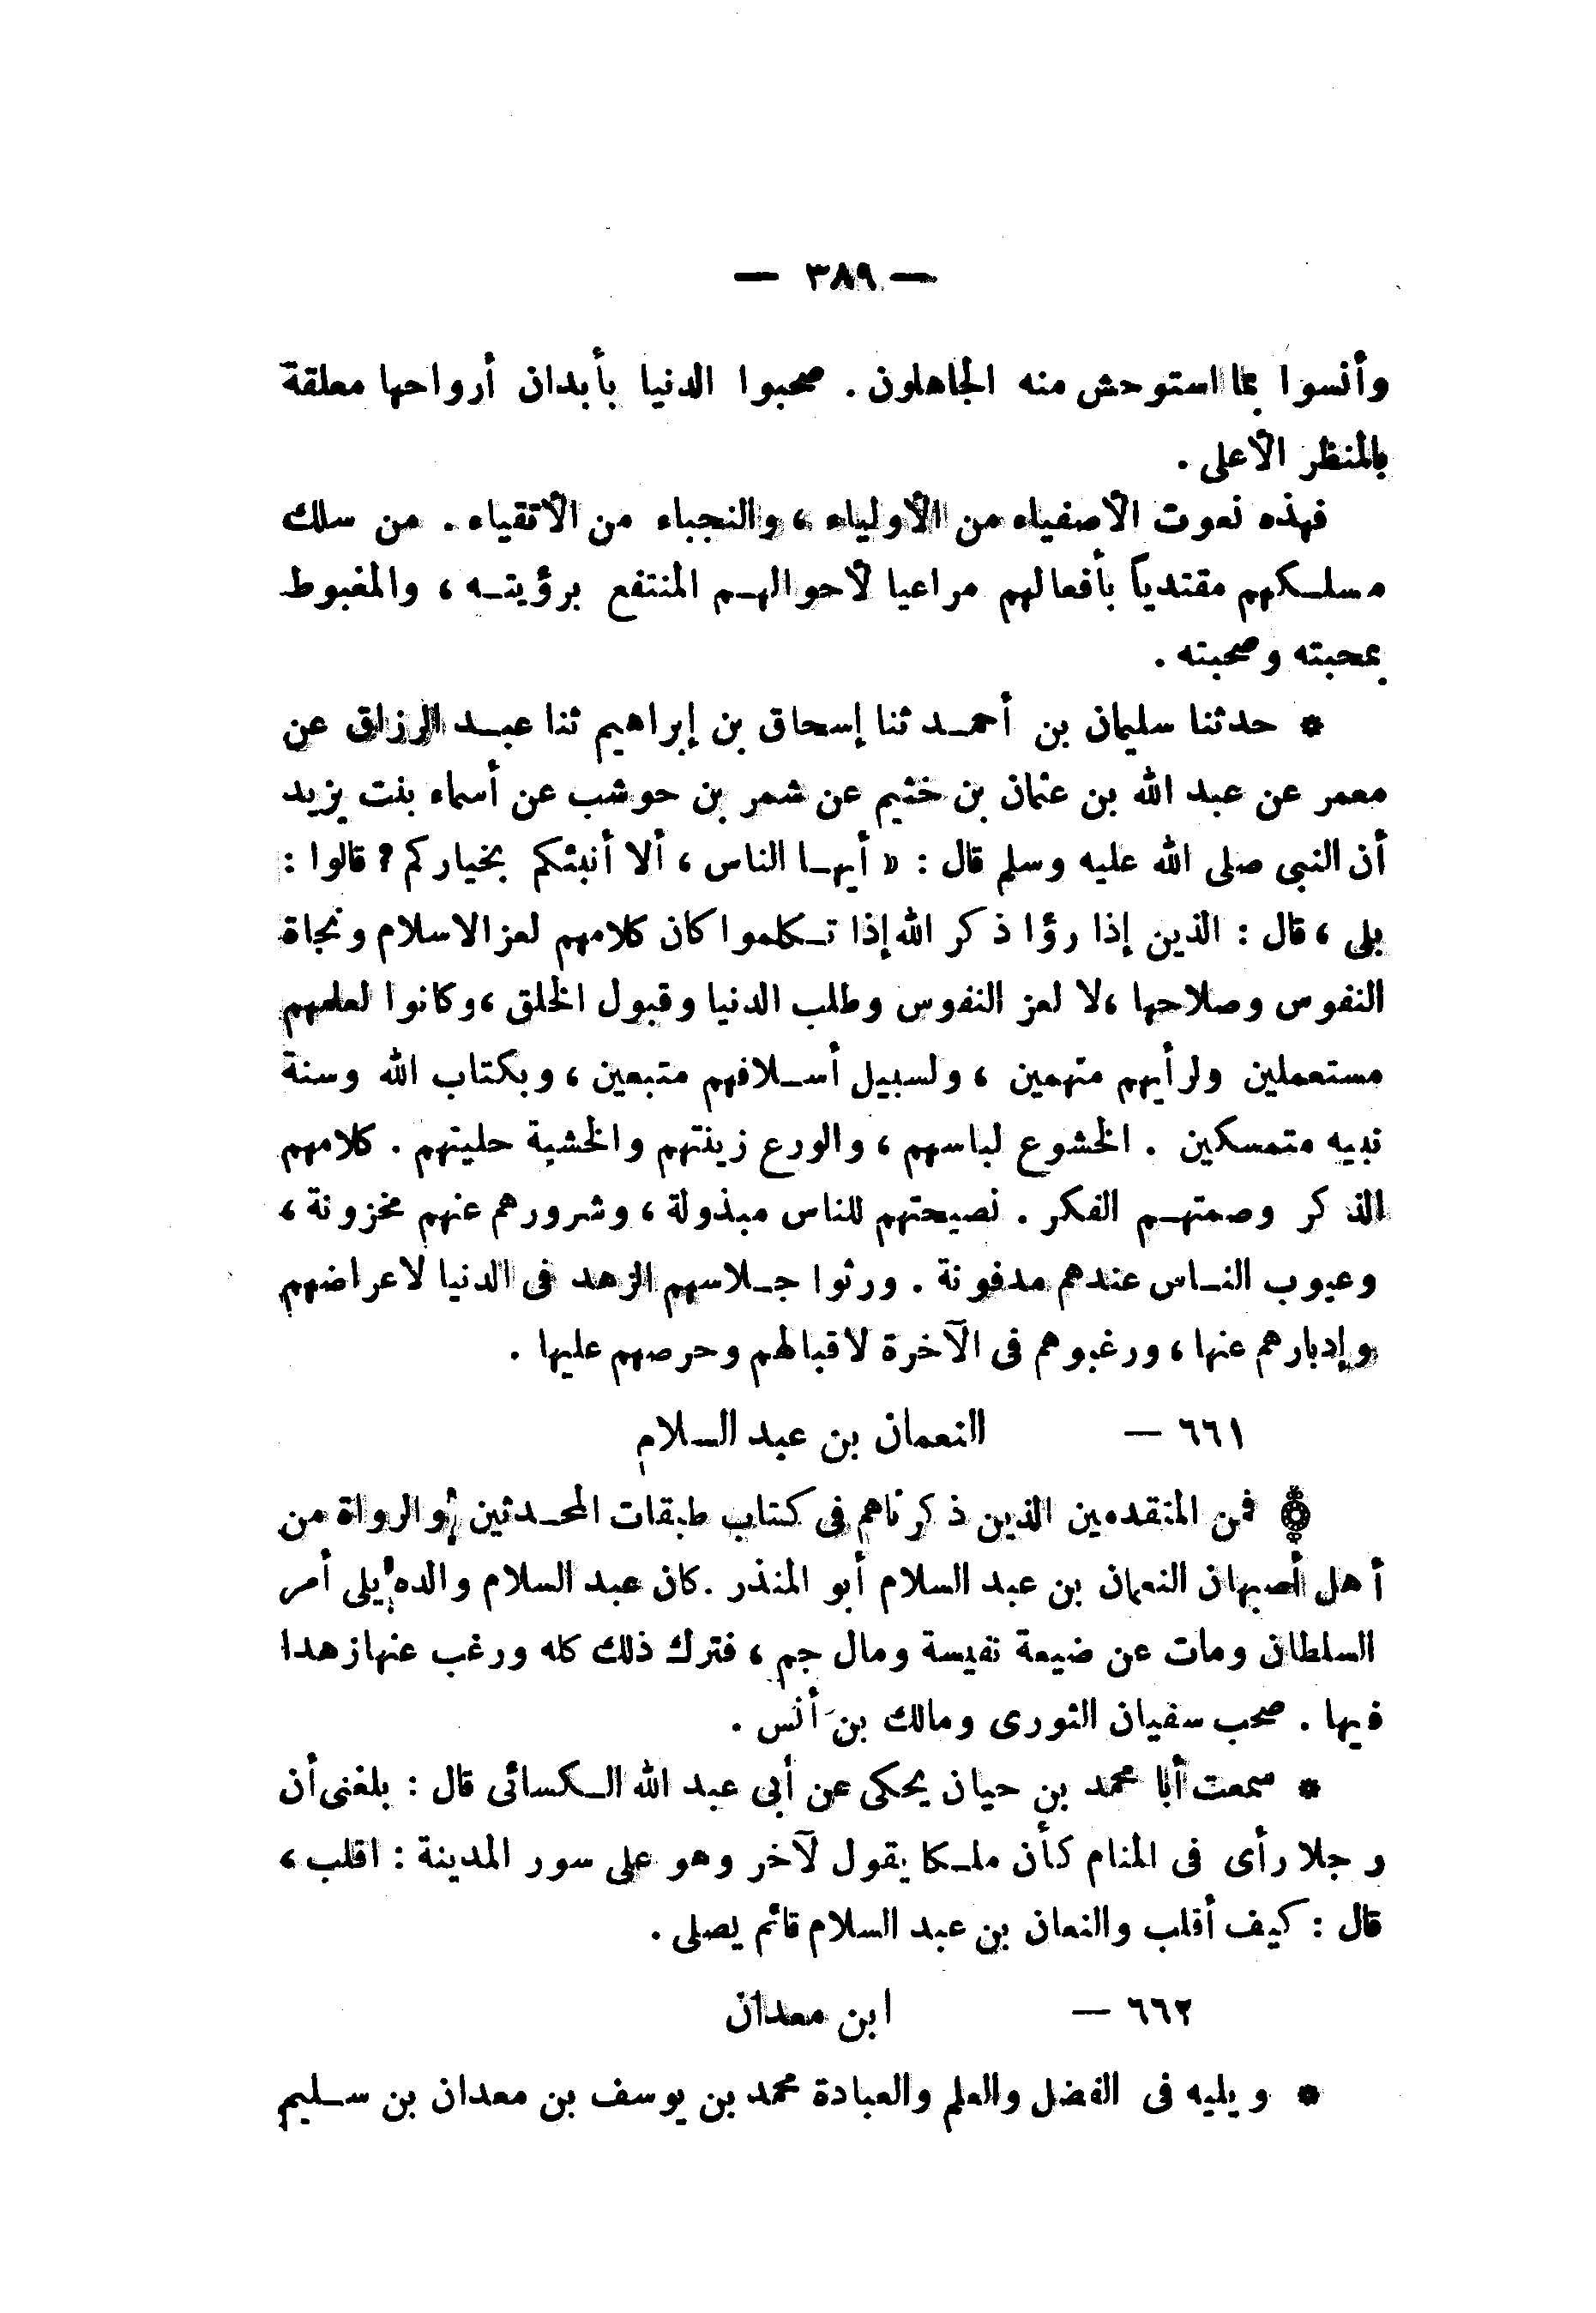 — ٣٨٩ —
وأنسوا بما استوحش منه الجاهلون . صحبوا الدنيا بأبدان أرواحها معلقة
بالمنظر الأعلى .
فهذه نعوت الأصفياء من الأولياء ، والنجباء من الأتقياء . من سلك
مسلكهم مقتدياً بأفعالهم مراعيا لأحوالهم المنتفع برؤيته ، والمغبوط
بمحبته وصحبته .
* حدثنا سليمان بن أحمد ثنا إسحاق بن إبراهيم ثنا عبد الرزاق عن
معمر عن عبد الله بن عثمان بن خثيم عن شمر بن حوشب عن أسماء بنت يزيد
أن النبى صلى الله عليه وسلم قال : « أيها الناس ، ألا أنبئكم بخياركم ؟ قالوا :
بلى ، قال : الذين إذا رؤا ذكر الله إذا تكلموا كان كلامهم لعز الاسلام ونجاة
النفوس وصلاحها ، لا لعز النفوس وطلب الدنيا وقبول الخلق ، وكانوا لعلمهم
مستعملين ولرأيهم متهمين ، ولسبيل أسلافهم متبعين ، وبكتاب الله وسنة
نبيه متمسكين . الخشوع لباسهم ، والورع زينتهم والخشية حليتهم . كلامهم
الذكر وصمتهم الفكر . نصيحتهم للناس مبذولة ، وشرورهم عنهم مخزونة ،
وعيوب الناس عندهم مدفونة . ورثوا جلاسهم الزهد فى الدنيا لاعراضهم
وإدبارهم عنها ، ورغبوهم فى الآخرة لاقبالهم وحرصهم عليها .
٦٦١ — النعمان بن عبد السلام
فمن المتقدمين الذين ذكرناهم فى كتاب طبقات المحدثين والرواة من
أهل أصبهان النعمان بن عبد السلام أبو المنذر . كان عبد السلام والده يلى أمر
السلطان ومات عن ضيعة نفيسة ومال جم ، فترك ذلك كله ورغب عنها زهدا
فيها . صحب سفيان الثورى ومالك بن أنس .
* سمعت أبا محمد بن حيان يحكى عن أبى عبد الله الكسائى قال : بلغنى أن
رجلا رأى فى المنام كأن ملكا يقول لآخر وهو على سور المدينة : اقلب ،
قال : كيف أقلب والنعمان بن عبد السلام قائم يصلى .
٦٦٢ — ابن معدان
* ويليه فى الفضل والعلم والعبادة محمد بن يوسف بن معدان بن سليم